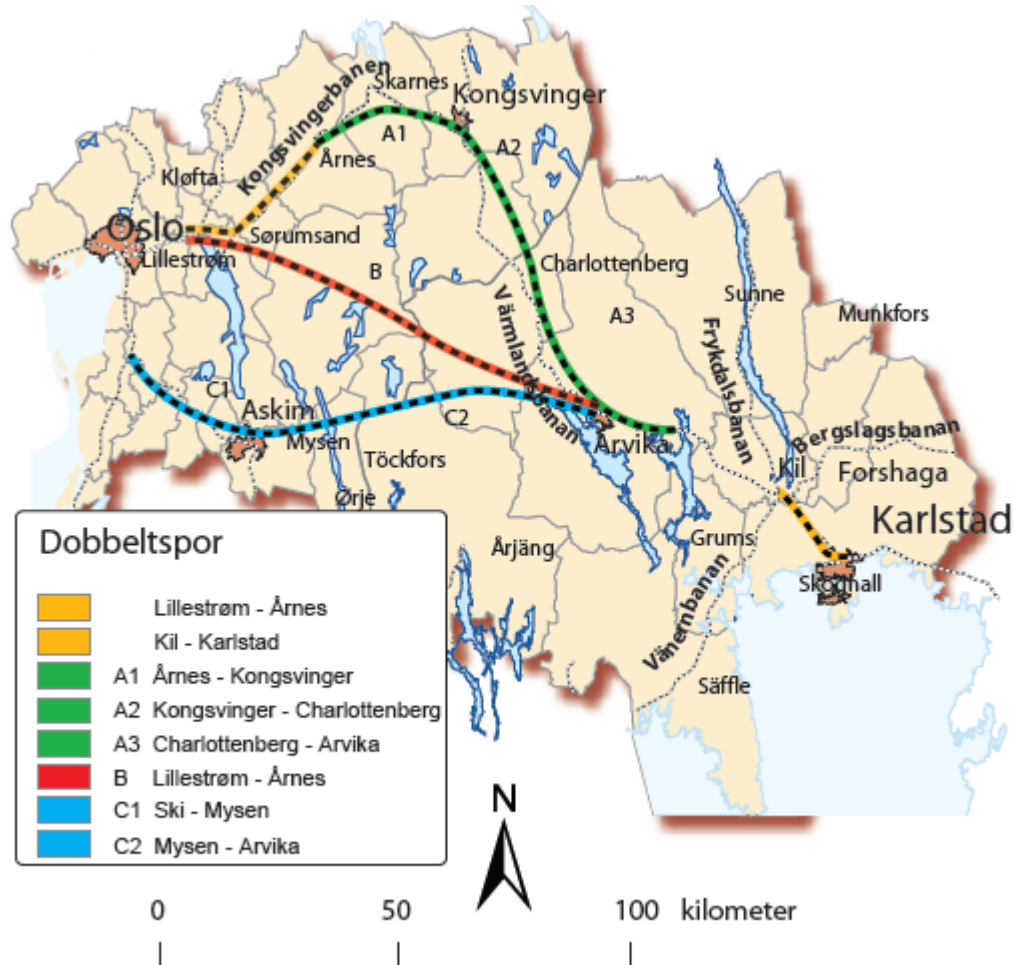 Skarnes
Kongsvinger
Kongsvingerbanen
A1
A2
Årnes
Kløfta
Oslo
Sørumsand
Lillestrøm
B
Charlottenberg
A3
Sunne
Munkfors
Värmlandsbanan
Frykdalsbanan
Bergslagsbanan
C1
Askim
C2
Mysen
Arvika
Töckfors
Kil
Forshaga
Ørje
Karlstad
Årjäng
Grums
Skoghall
Vänernbanan
Säffle
Dobbeltspor
Lillestrøm - Årnes
Kil - Karlstad
A1 Årnes - Kongsvinger
A2 Kongsvinger - Charlottenberg
A3 Charlottenberg - Arvika
B Lillestrøm - Årnes
C1 Ski - Mysen
C2 Mysen - Arvika
N
0 50 100 kilometer